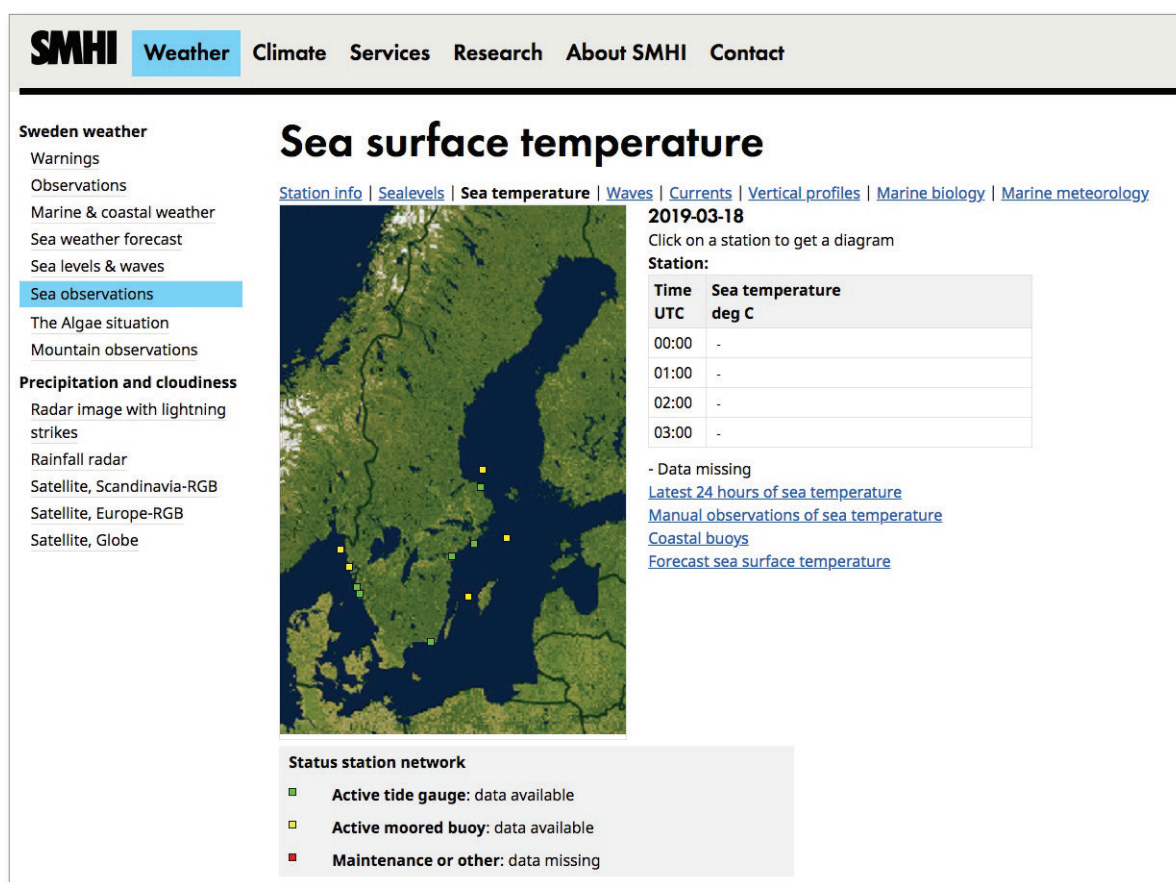 SMHI Weather Climate Services Research About SMHI Contact
Sweden weather
Warnings
Observations
Marine & coastal weather
Sea weather forecast
Sea levels & waves
Sea observations
The Algae situation
Mountain observations
Precipitation and cloudiness
Radar image with lightning
strikes
Rainfall radar
Satellite, Scandinavia-RGB
Satellite, Europe-RGB
Satellite, Globe
Sea surface temperature
Station info | Sealevels | Sea temperature | Waves | Currents | Vertical profiles | Marine biology | Marine meteorology
2019-03-18
Click on a station to get a diagram
Station:
Time Sea temperature
UTC deg C
00:00 -
01:00 -
02:00 -
03:00 -
- Data missing
Latest 24 hours of sea temperature
Manual observations of sea temperature
Coastal buoys
Forecast sea surface temperature
Status station network
Active tide gauge: data available
Active moored buoy: data available
Maintenance or other: data missing